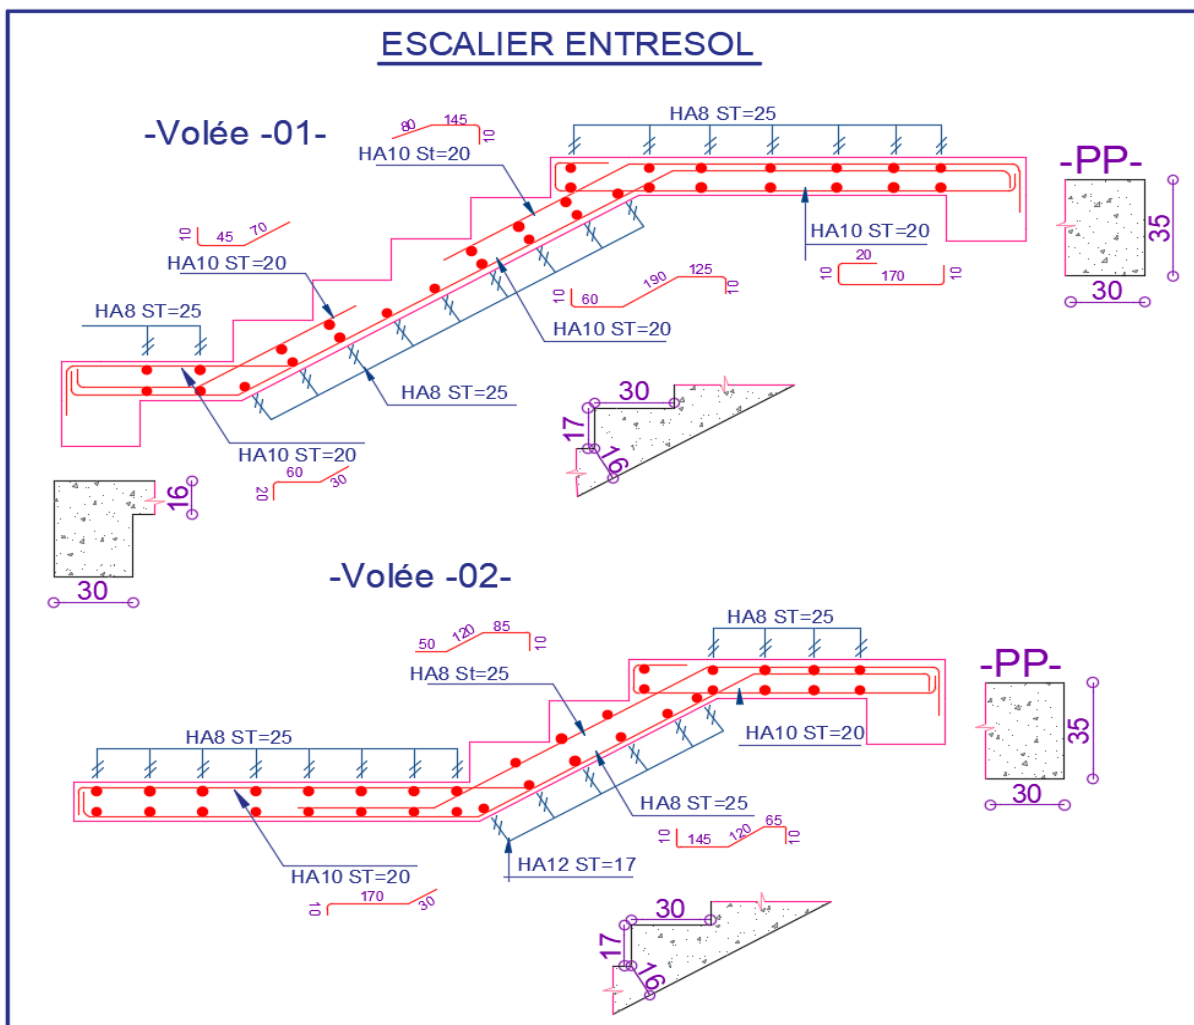 ESCALIER ENTRESOL
-Volée -01-
80 145 10
HA10 St=20
HA8 ST=25
-PP-
35
30
10 45 70
HA10 ST=20
HA10 ST=20
20
10 170 10
HA8 ST=25
10 60 190 125 10
HA10 ST=20
HA8 ST=25
30
17
16
HA10 ST=20
20 60 30
16
30
-Volée -02-
50 120 85 10
HA8 St=25
HA8 ST=25
-PP-
35
30
HA8 ST=25
HA10 ST=20
HA8 ST=25
10 145 120 65 10
HA12 ST=17
HA10 ST=20
10 170 30
30
17
16